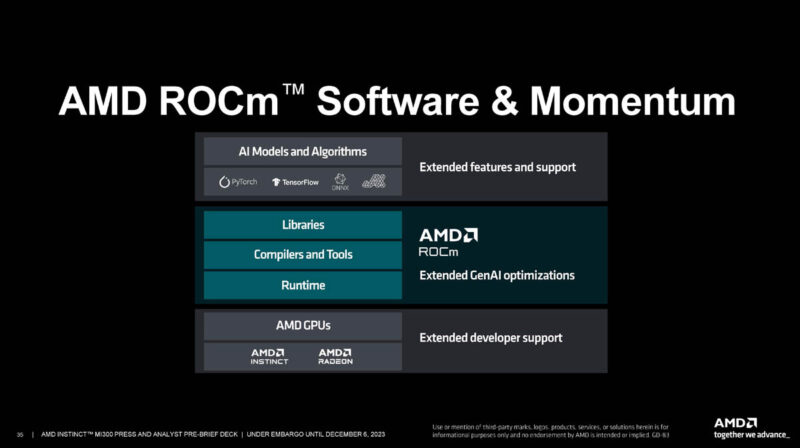 AMD ROCm™ Software & Momentum
AI Models and Algorithms
PyTorch TensorFlow ONNX JAX
Extended features and support
Libraries
Compilers and Tools
Runtime
AMD
ROCm
Extended GenAI optimizations
AMD GPUs
AMD INSTINCT
AMD RADEON
Extended developer support
35 | AMD INSTINCT™ MI300 PRESS AND ANALYST PRE-BRIEF DECK | UNDER EMBARGO UNTIL DECEMBER 6, 2023
Use or mention of third-party marks, logos, products, services, or solutions herein is for
informational purposes only and no endorsement by AMD is intended or implied. GD-83
AMD
together we advance_